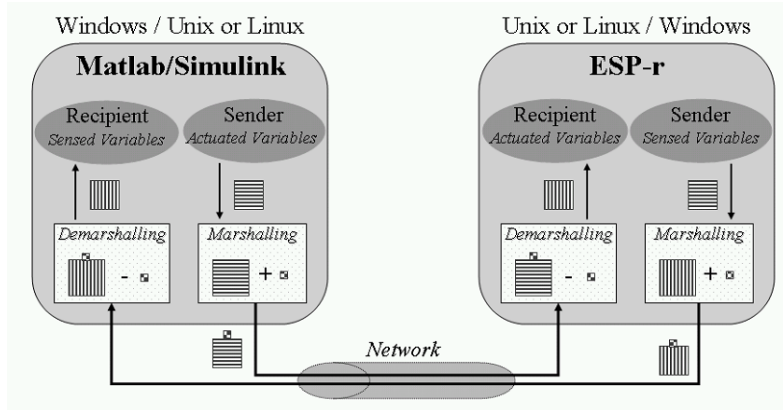 Windows / Unix or Linux
Unix or Linux / Windows
Matlab/Simulink
ESP-r
Recipient
Sensed Variables
Sender
Actuated Variables
Recipient
Actuated Variables
Sender
Sensed Variables
Demarshalling
-
Marshalling
+
Demarshalling
-
Marshalling
+
Network